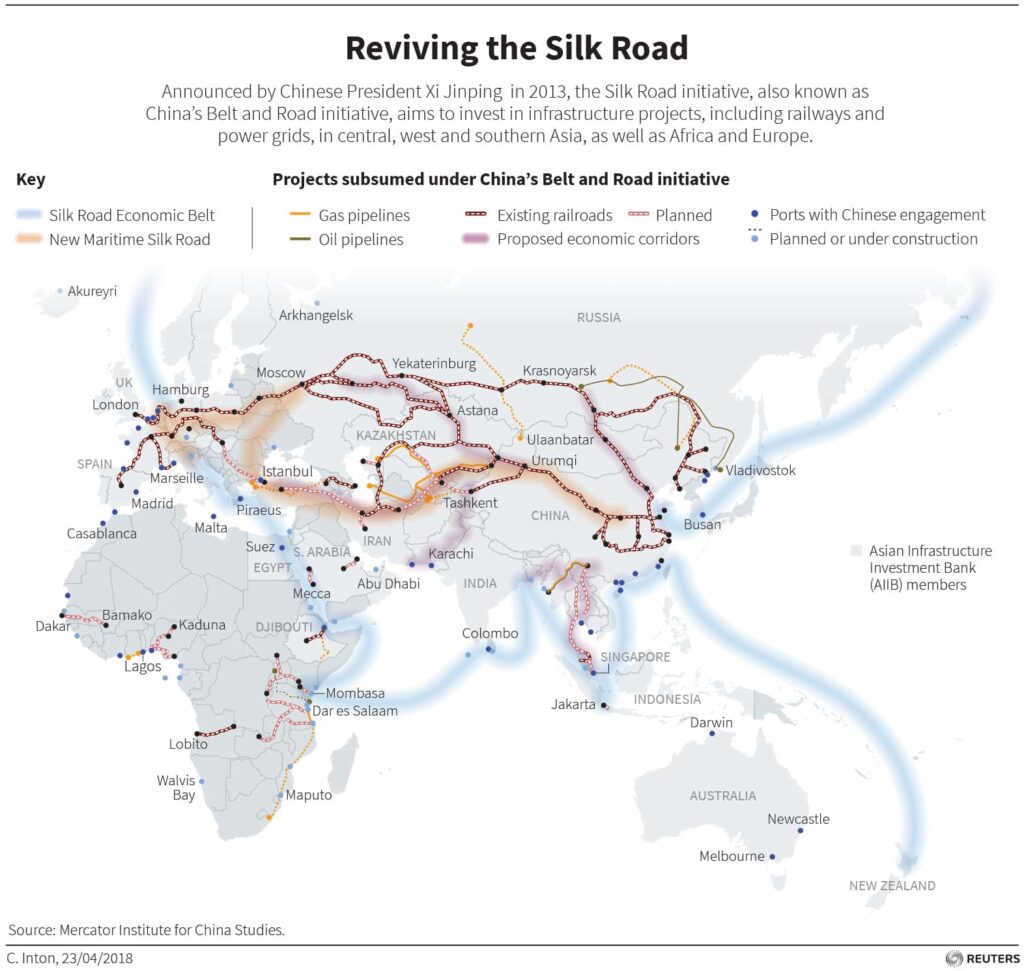 Reviving the Silk Road
Announced by Chinese President Xi Jinping in 2013, the Silk Road initiative, also known as
China's Belt and Road initiative, aims to invest in infrastructure projects, including railways and
power grids, in central, west and southern Asia, as well as Africa and Europe.
Key
Projects subsumed under China's Belt and Road initiative
Silk Road Economic Belt
New Maritime Silk Road
Gas pipelines
Oil pipelines
Existing railroads
Planned
Proposed economic corridors
Ports with Chinese engagement
Planned or under construction
Akureyri
Arkhangelsk
RUSSIA
UK
Hamburg
Moscow
Yekaterinburg
Krasnoyarsk
London
Astana
KAZAKHSTAN
Ulaanbatar
Urumqi
SPAIN
Marseille
Istanbul
Vladivostok
Madrid
Piraeus
Tashkent
CHINA
Busan
Casablanca
Malta
Suez
S. ARABIA
IRAN
Karachi
EGYPT
Abu Dhabi
INDIA
Asian Infrastructure
Investment Bank
(AIIB) members
Mecca
Dakar
Bamako
Kaduna
DJIBOUTI
Colombo
Lagos
SINGAPORE
Mombasa
INDONESIA
Jakarta
Dar es Salaam
Darwin
Lobito
Walvis
Bay
Maputo
AUSTRALIA
Newcastle
Melbourne
NEW ZEALAND
Source: Mercator Institute for China Studies.
C. Inton, 23/04/2018
REUTERS